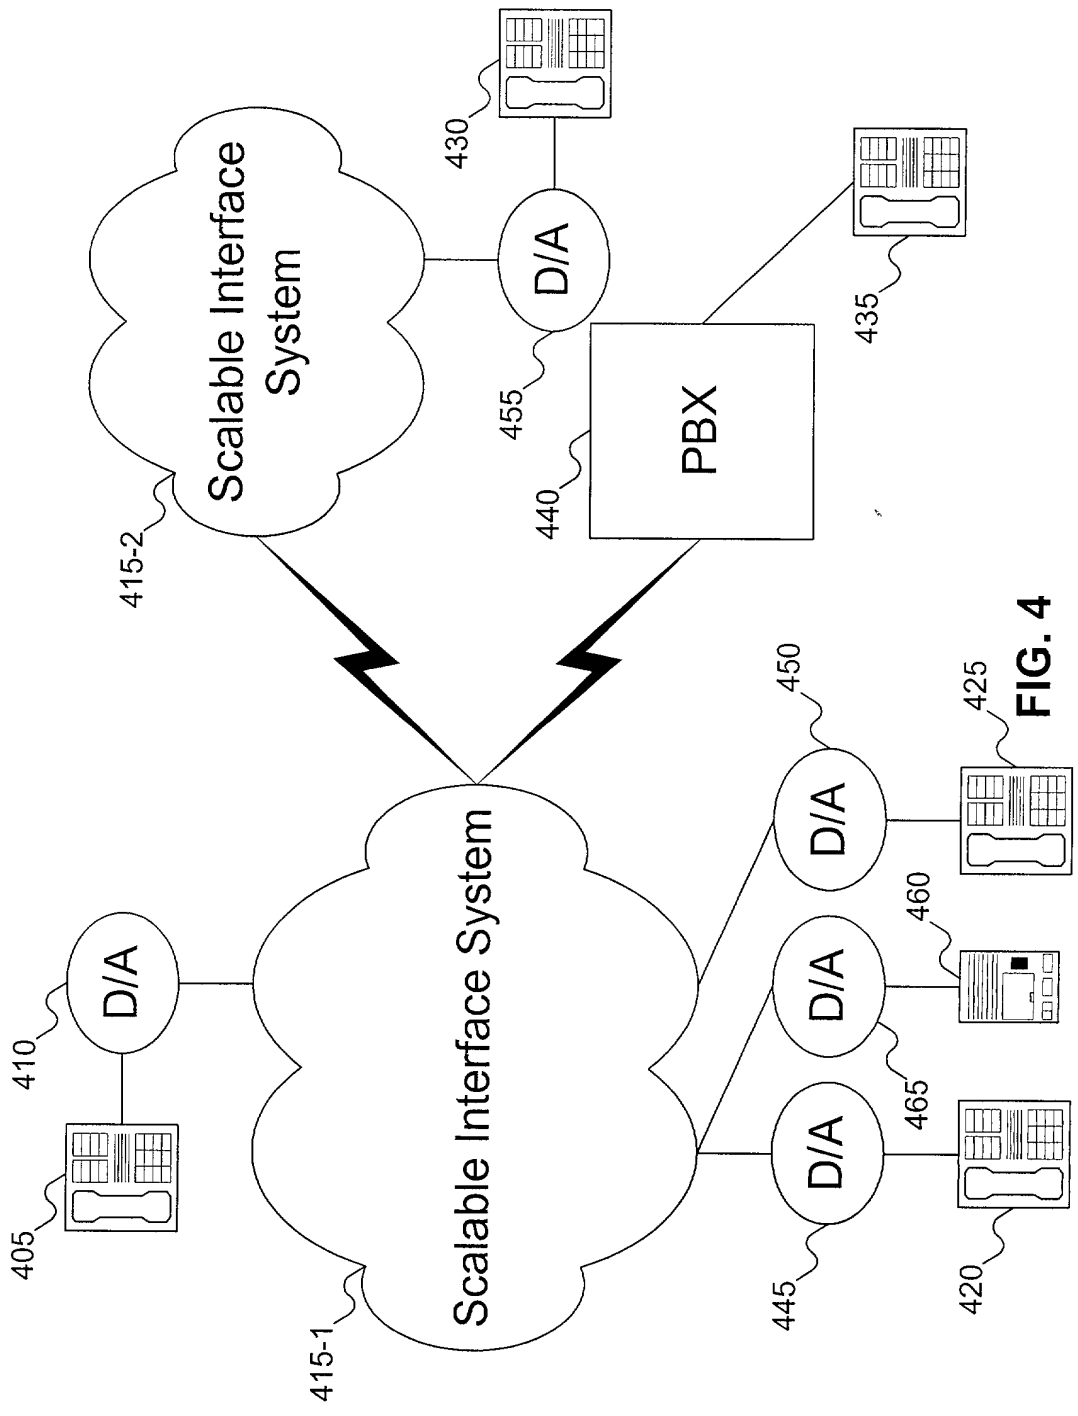 405
410
D/A
415-1
Scalable Interface System
415-2
Scalable Interface
System
430
D/A
455
440
PBX
435
445
D/A
465
D/A
450
D/A
420
460
425
FIG. 4